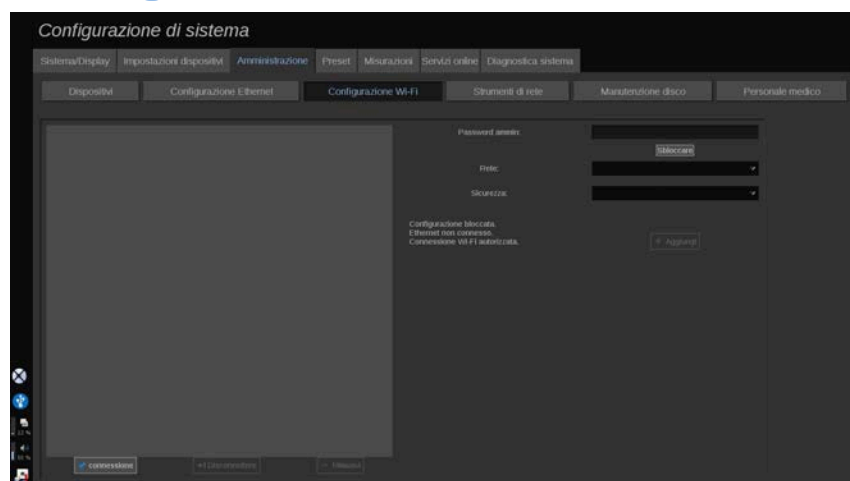 Configurazione di sistema
Sistema/Display Impostazioni dispositivi Amministrazione Preset Misurazioni Servizi online Diagnostica sistema
Dispositivi Configurazione Ethernet Configurazione Wi-Fi Strumenti di rete Manutenzione disco Personale medico
Password ammin:
Sbloccare
Rete:
Sicurezza:
Configurazione bloccata.
Ethernet non connesso.
Connessione Wi-Fi autorizzata.
+ Aggiungi
connessione